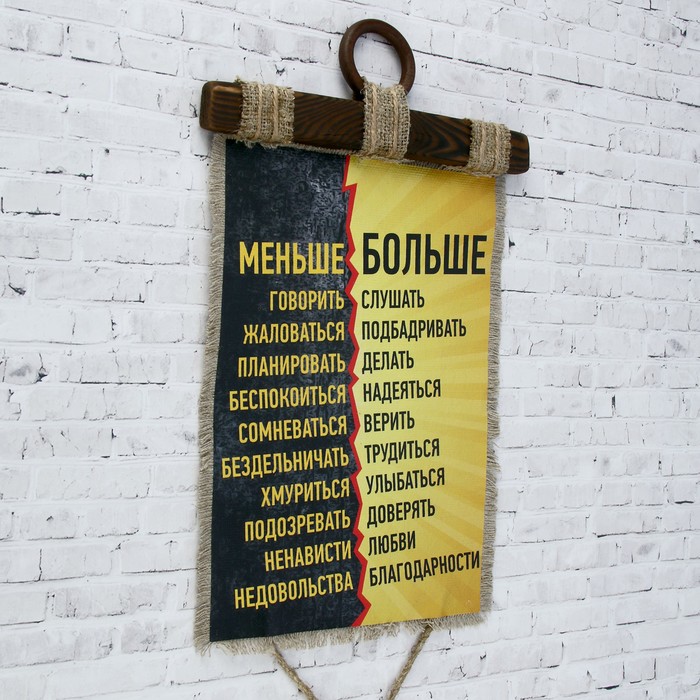 МЕНЬШЕ БОЛЬШЕ
ГОВОРИТЬ СЛУШАТЬ
ЖАЛОВАТЬСЯ ПОДБАДРИВАТЬ
ПЛАНИРОВАТЬ ДЕЛАТЬ
БЕСПОКОИТЬСЯ НАДЕЯТЬСЯ
СОМНЕВАТЬСЯ ВЕРИТЬ
БЕЗДЕЛЬНИЧАТЬ ТРУДИТЬСЯ
ХМУРИТЬСЯ УЛЫБАТЬСЯ
ПОДОЗРЕВАТЬ ДОВЕРЯТЬ
НЕНАВИСТИ ЛЮБВИ
НЕДОВОЛЬСТВА БЛАГОДАРНОСТИ